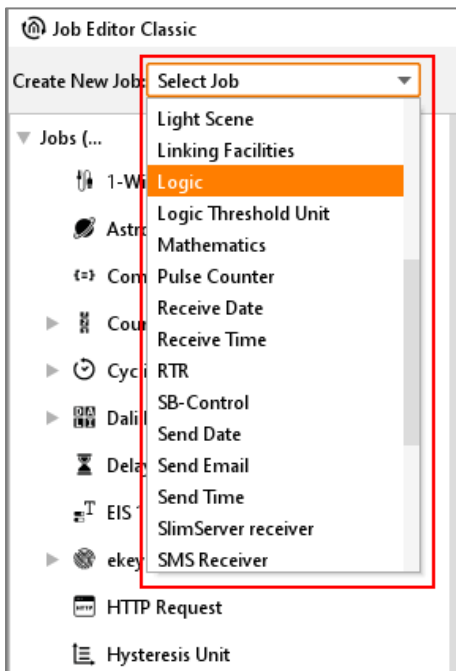 Job Editor Classic
Create New Job: Select Job
Jobs (...
Light Scene
Linking Facilities
Logic
Logic Threshold Unit
Mathematics
Pulse Counter
Receive Date
Receive Time
RTR
SB-Control
Send Date
Send Email
Send Time
SlimServer receiver
SMS Receiver
1-Wi
Astr
Com
Cou
Cycl
Dali
Dela
EIS
ekey
HTTP Request
Hysteresis Unit